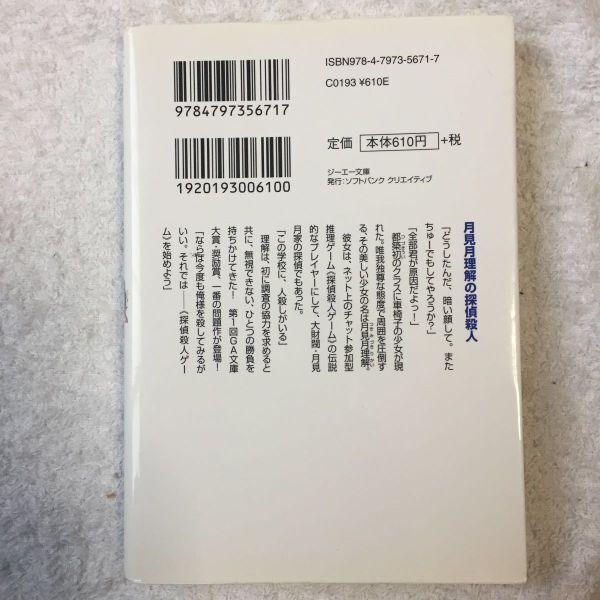 ISBN978-4-7973-5671-7
C0193 ¥610E
9784797356717
定価 本体610円 +税
1920193006100
ジーエー文庫
発行:ソフトバンク クリエイティブ
月見月理解の探偵殺人
「どうしたんだ、暗い顔して。また
ちゅーでもしてやろうか?」
「全部君が原因だよっ!」
都築初のクラスに車椅子の少女が現
れた。唯我独尊な態度で周囲を圧倒す
る、その美しい少女の名は月見月理解。
彼女は、ネット上のチャット参加型
推理ゲーム《探偵殺人ゲーム》の伝説
的なプレイヤーにして、大財閥・月見
月家の探偵でもあった。
「この学校に、人殺しがいる」
理解は、初に調査の協力を求めると
共に、無視できない、ひとつの勝負を
持ちかけてきた! 第1回GA文庫
大賞・奨励賞、一番の問題作が登場!
「ならば今度も俺様を殺してみるが
いい。それでは――《探偵殺人ゲー
ム》を始めよう」